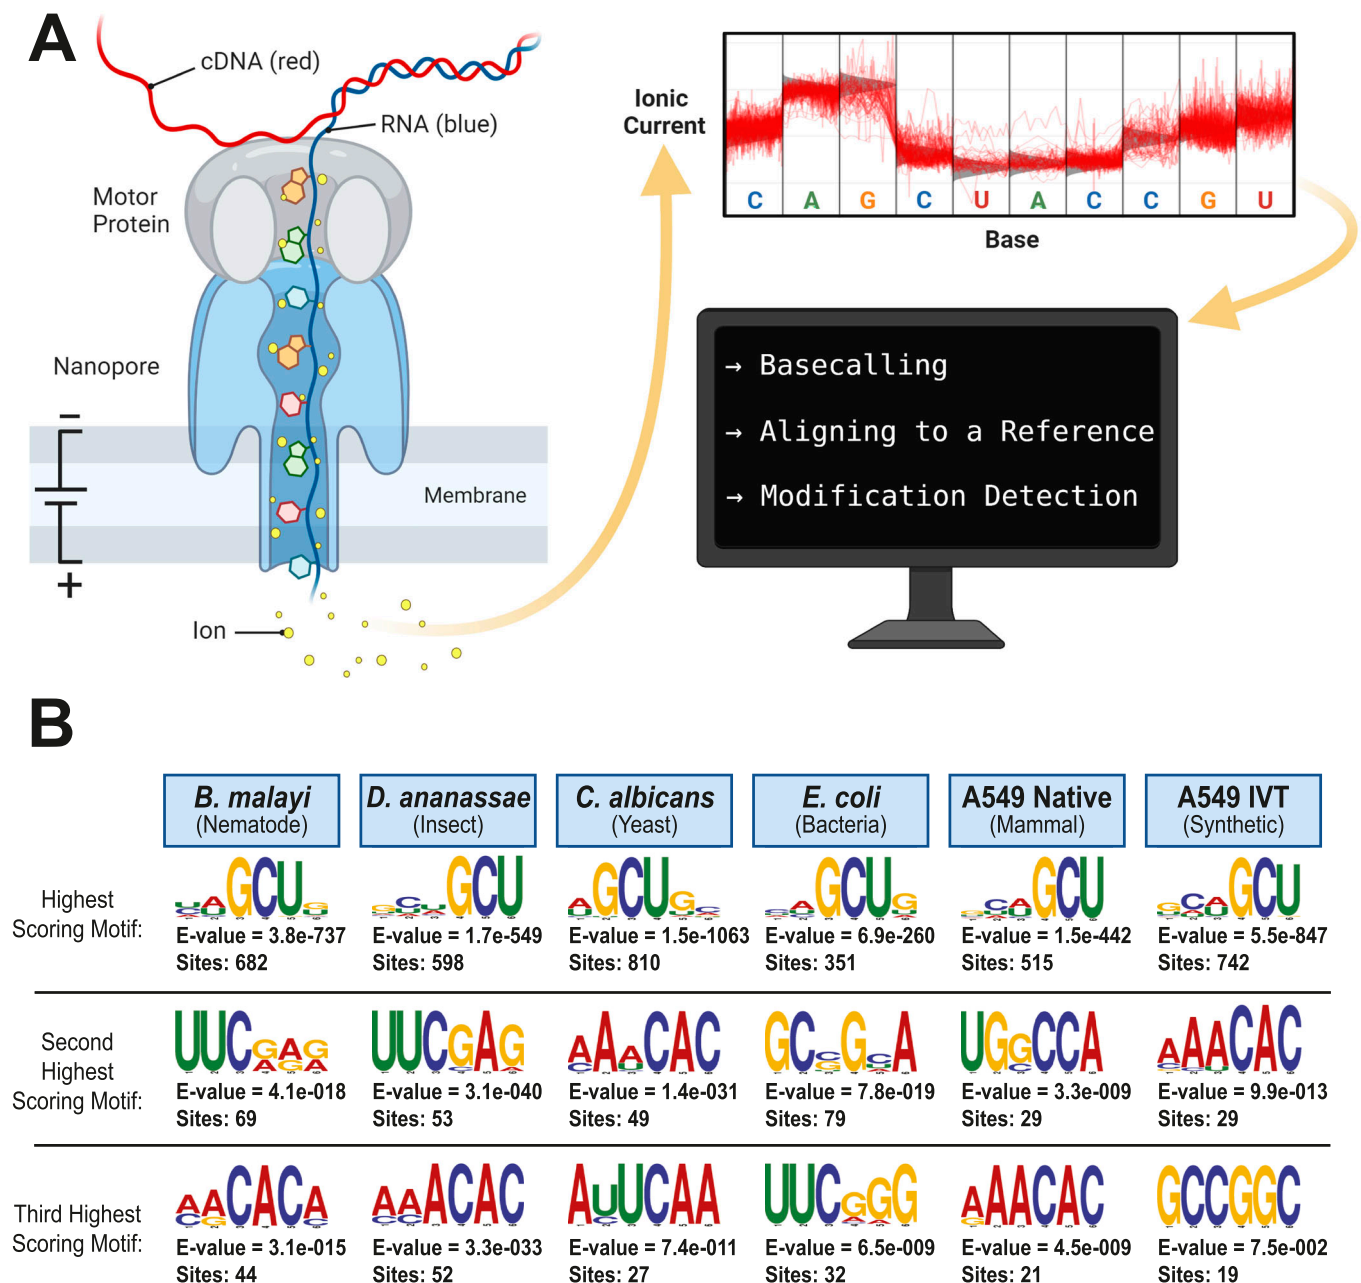 A
cDNA (red)
RNA (blue)
Motor
Protein
Nanopore
Membrane
−
+
Ion
Ionic
Current
C A G C U A C C G U
Base
→ Basecalling
→ Aligning to a Reference
→ Modification Detection
B
B. malayi D. ananassae C. albicans E. coli A549 Native A549 IVT
(Nematode) (Insect) (Yeast) (Bacteria) (Mammal) (Synthetic)
Highest
Scoring Motif:
GCU GCU GCU GCU GCU GCU
E-value = 3.8e-737 E-value = 1.7e-549 E-value = 1.5e-1063 E-value = 6.9e-260 E-value = 1.5e-442 E-value = 5.5e-847
Sites: 682 Sites: 598 Sites: 810 Sites: 351 Sites: 515 Sites: 742
Second
Highest
Scoring Motif:
UUCGAG UUCGAG AAACAC GC G A UGGCCA AAACAC
E-value = 4.1e-018 E-value = 3.1e-040 E-value = 1.4e-031 E-value = 7.8e-019 E-value = 3.3e-009 E-value = 9.9e-013
Sites: 69 Sites: 53 Sites: 49 Sites: 79 Sites: 29 Sites: 29
Third Highest
Scoring Motif:
AACACA AAACAC AUUCAA UUCGGG AAACAC GCCGGC
E-value = 3.1e-015 E-value = 3.3e-033 E-value = 7.4e-011 E-value = 6.5e-009 E-value = 4.5e-009 E-value = 7.5e-002
Sites: 44 Sites: 52 Sites: 27 Sites: 32 Sites: 21 Sites: 19